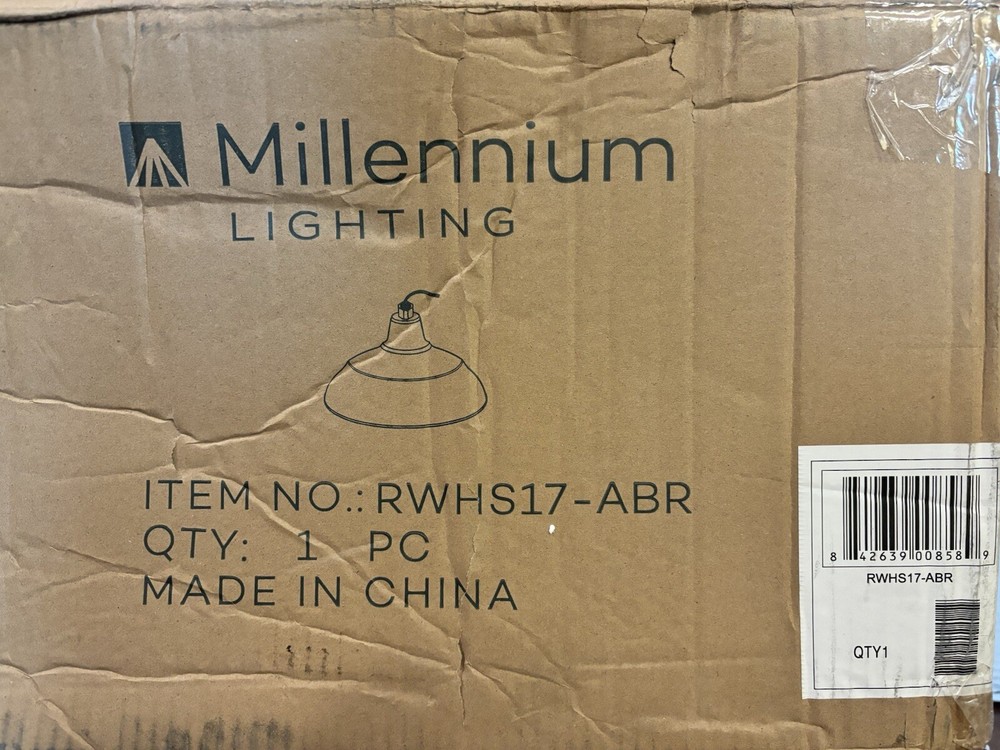 Millennium
LIGHTING
ITEM NO.: RWHS17-ABR
QTY: 1 PC
MADE IN CHINA
8 42639 00858 9
RWHS17-ABR
QTY1